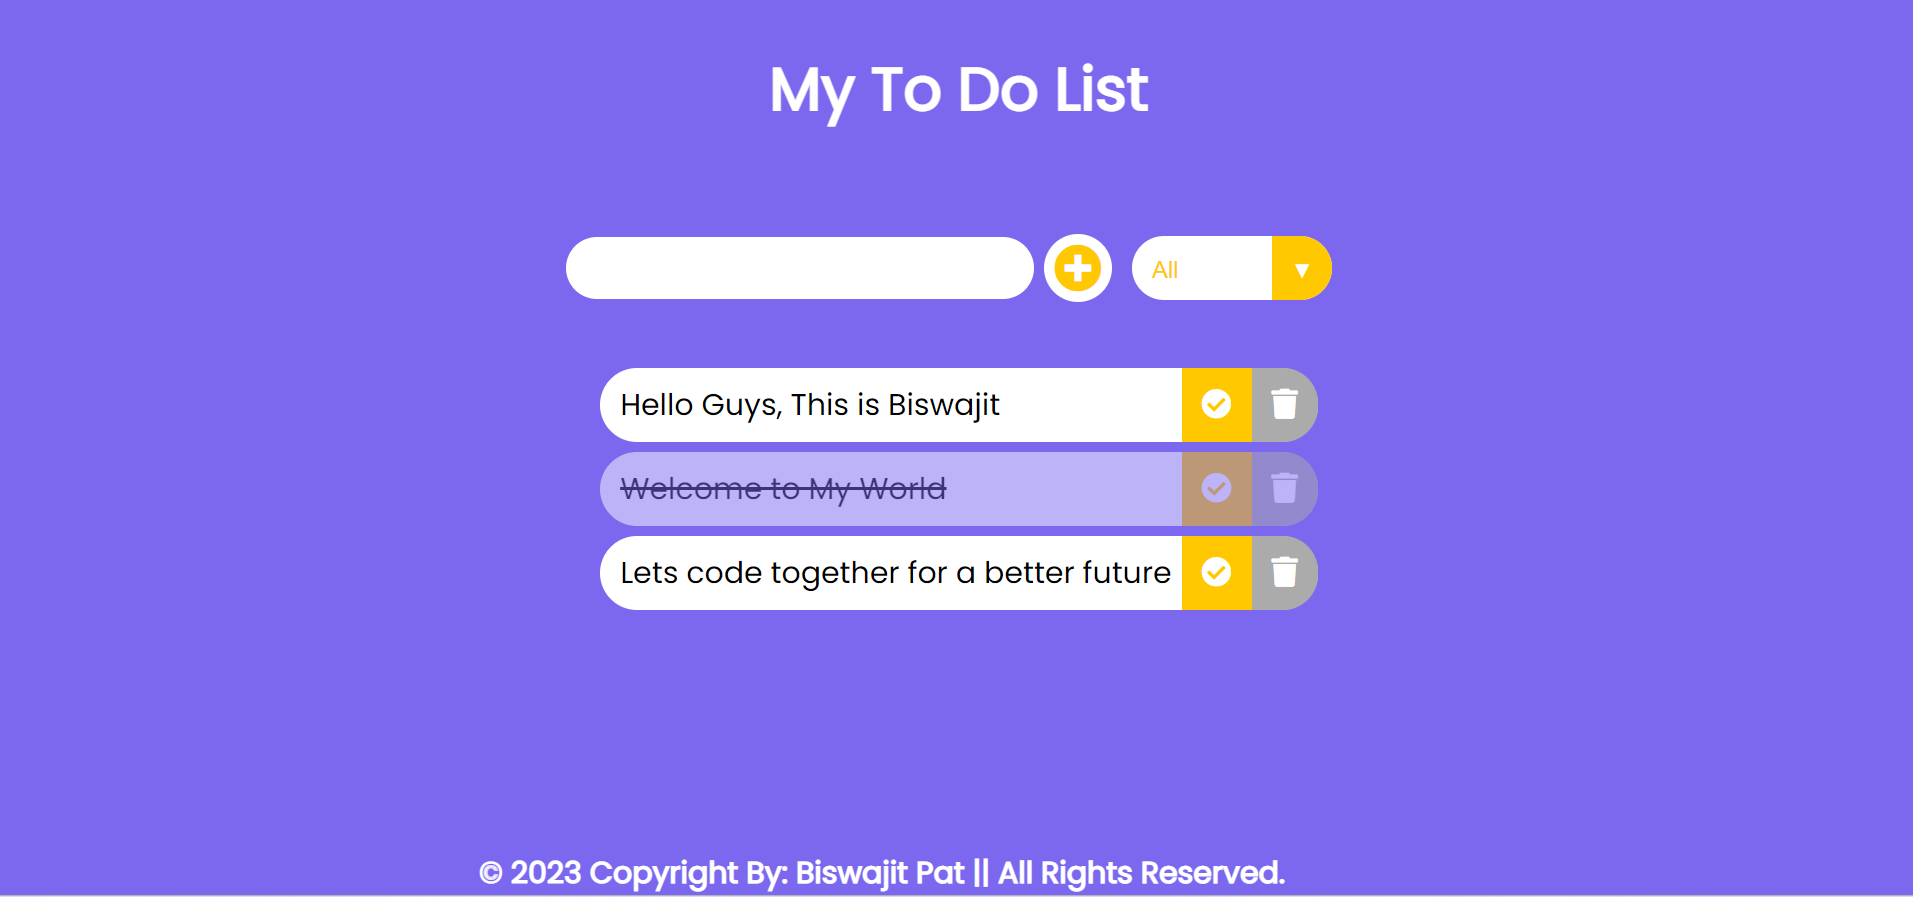 My To Do List
All
Hello Guys, This is Biswajit
Welcome to My World
Lets code together for a better future
© 2023 Copyright By: Biswajit Pat || All Rights Reserved.